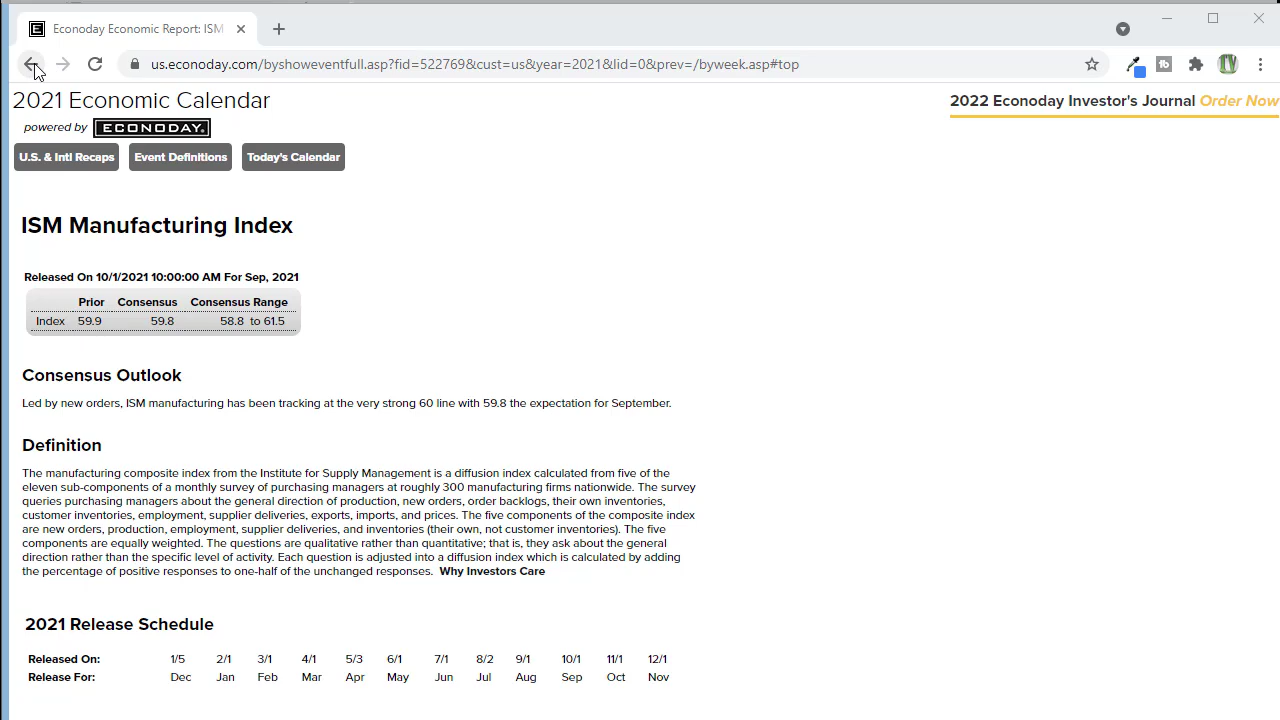 Econoday Economic Report: ISM
us.econoday.com/byshoweventfull.asp?fid=522769&cust=us&year=2021&lid=0&prev=/byweek.asp#top
2021 Economic Calendar
2022 Econoday Investor's Journal Order Now
powered by ECONODAY
U.S. & Intl Recaps Event Definitions Today's Calendar
ISM Manufacturing Index
Released On 10/1/2021 10:00:00 AM For Sep, 2021
Prior Consensus Consensus Range
Index 59.9 59.8 58.8 to 61.5
Consensus Outlook
Led by new orders, ISM manufacturing has been tracking at the very strong 60 line with 59.8 the expectation for September.
Definition
The manufacturing composite index from the Institute for Supply Management is a diffusion index calculated from five of the
eleven sub-components of a monthly survey of purchasing managers at roughly 300 manufacturing firms nationwide. The survey
queries purchasing managers about the general direction of production, new orders, order backlogs, their own inventories,
customer inventories, employment, supplier deliveries, exports, imports, and prices. The five components of the composite index
are new orders, production, employment, supplier deliveries, and inventories (their own, not customer inventories). The five
components are equally weighted. The questions are qualitative rather than quantitative; that is, they ask about the general
direction rather than the specific level of activity. Each question is adjusted into a diffusion index which is calculated by adding
the percentage of positive responses to one-half of the unchanged responses. Why Investors Care
2021 Release Schedule
Released On: 1/5 2/1 3/1 4/1 5/3 6/1 7/1 8/2 9/1 10/1 11/1 12/1
Release For: Dec Jan Feb Mar Apr May Jun Jul Aug Sep Oct Nov